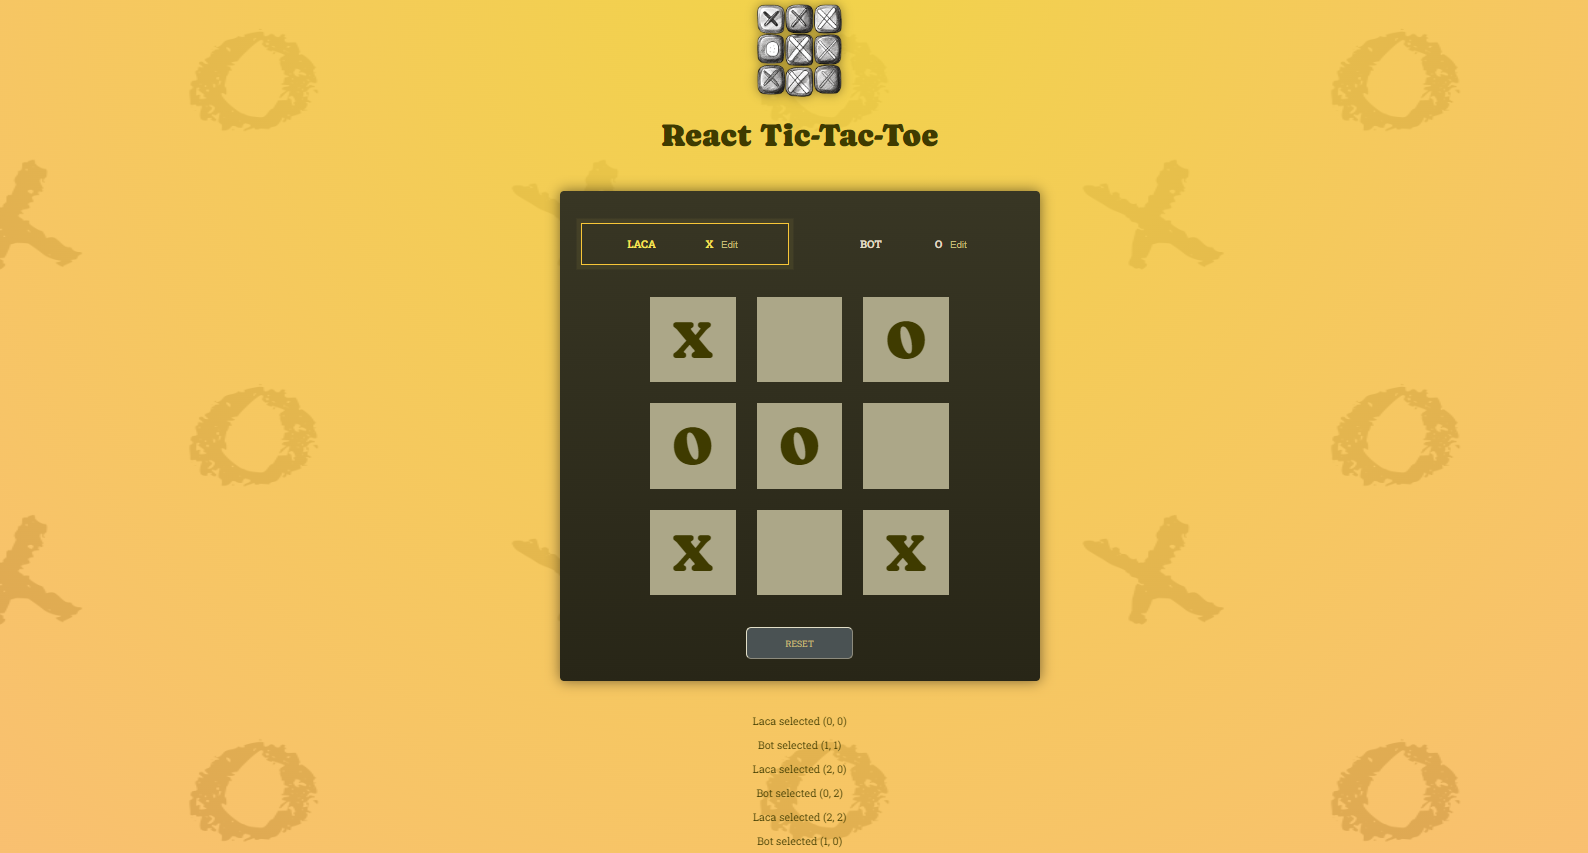 React Tic-Tac-Toe
LACA X Edit BOT O Edit
X O
O O
X X
RESET
Laca selected (0, 0)
Bot selected (1, 1)
Laca selected (2, 0)
Bot selected (0, 2)
Laca selected (2, 2)
Bot selected (1, 0)